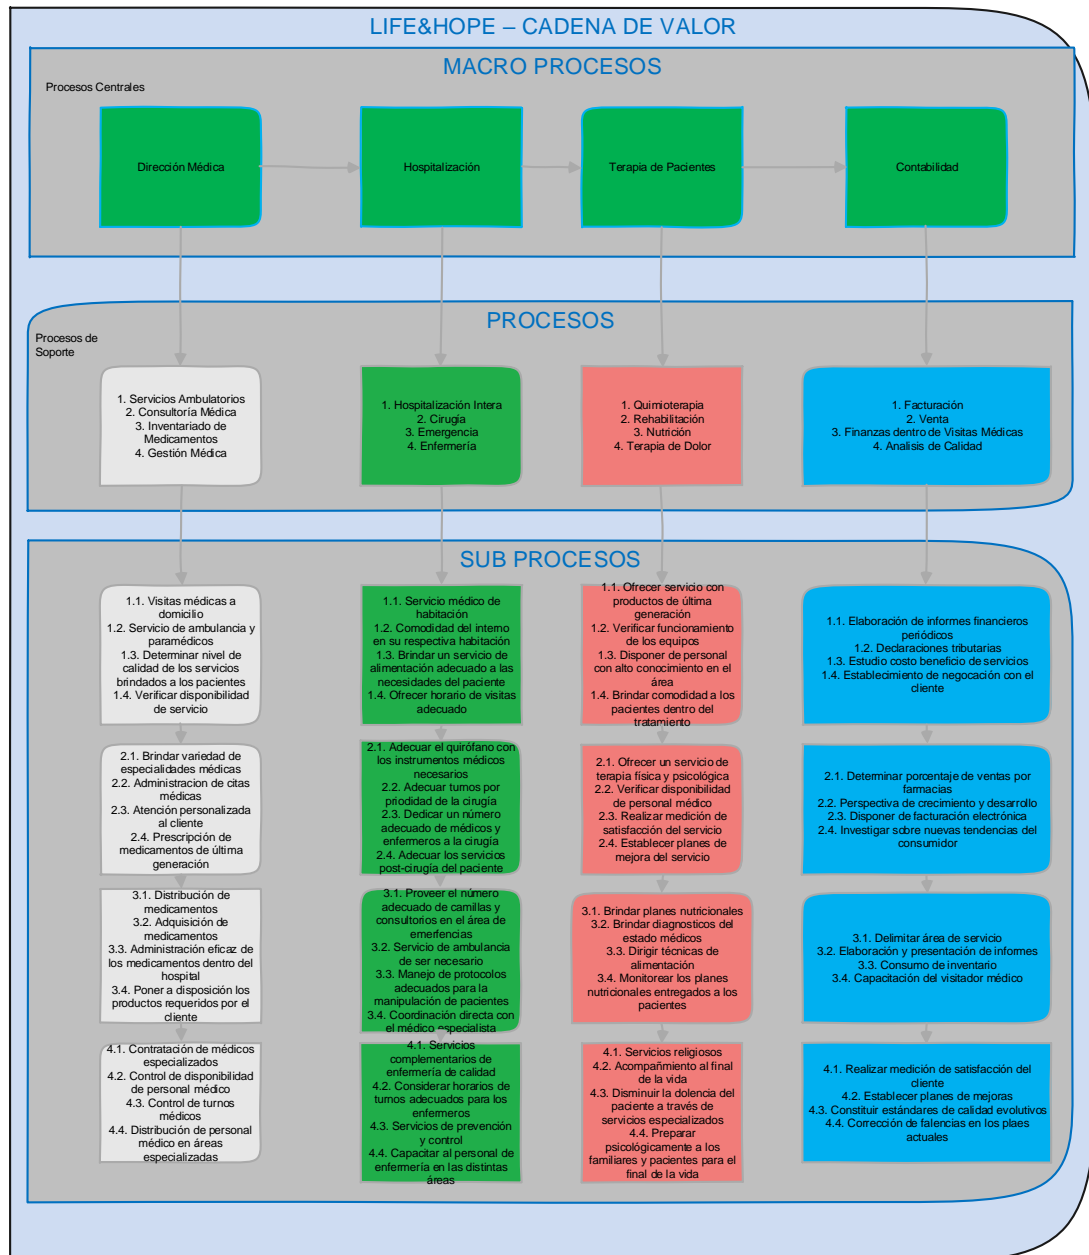 LIFE&HOPE – CADENA DE VALOR
MACRO PROCESOS
Procesos Centrales
Dirección Médica
Hospitalización
Terapia de Pacientes
Contabilidad
PROCESOS
Procesos de
Soporte
1. Servicios Ambulatorios
2. Consultoría Médica
3. Inventariado de
Medicamentos
4. Gestión Médica
1. Hospitalización Intera
2. Cirugía
3. Emergencia
4. Enfermería
1. Quimioterapia
2. Rehabilitación
3. Nutrición
4. Terapia de Dolor
1. Facturación
2. Venta
3. Finanzas dentro de Visitas Médicas
4. Analisis de Calidad
SUB PROCESOS
1.1. Visitas médicas a
domicilio
1.2. Servicio de ambulancia y
paramédicos
1.3. Determinar nivel de
calidad de los servicios
brindados a los pacientes
1.4. Verificar disponibilidad
de servicio
1.1. Servicio médico de
habitación
1.2. Comodidad del interno
en su respectiva habitación
1.3. Brindar un servicio de
alimentación adecuado a las
necesidades del paciente
1.4. Ofrecer horario de visitas
adecuado
1.1. Ofrecer servicio con
productos de última
generación
1.2. Verificar funcionamiento
de los equipos
1.3. Disponer de personal
con alto conocimiento en el
área
1.4. Brindar comodidad a los
pacientes dentro del
tratamiento
1.1. Elaboración de informes financieros
periódicos
1.2. Declaraciones tributarias
1.3. Estudio costo beneficio de servicios
1.4. Establecimiento de negocación con el
cliente
2.1. Brindar variedad de
especialidades médicas
2.2. Administracion de citas
médicas
2.3. Atención personalizada
al cliente
2.4. Prescripción de
medicamentos de última
generación
2.1. Adecuar el quirófano con
los instrumentos médicos
necesarios
2.2. Adecuar turnos por
priodidad de la cirugía
2.3. Dedicar un número
adecuado de médicos y
enfermeros a la cirugía
2.4. Adecuar los servicios
post-cirugía del paciente
2.1. Ofrecer un servicio de
terapia física y psicológica
2.2. Verificar disponibilidad
de personal médico
2.3. Realizar medición de
satisfacción del servicio
2.4. Establecer planes de
mejora del servicio
2.1. Determinar porcentaje de ventas por
farmacias
2.2. Perspectiva de crecimiento y desarrollo
2.3. Disponer de facturación electrónica
2.4. Investigar sobre nuevas tendencias del
consumidor
3.1. Distribución de
medicamentos
3.2. Adquisición de
medicamentos
3.3. Administración eficaz de
los medicamentos dentro del
hospital
3.4. Poner a disposición los
productos requeridos por el
cliente
3.1. Proveer el número
adecuado de camillas y
consultorios en el área de
emerfencias
3.2. Servicio de ambulancia
de ser necesario
3.3. Manejo de protocolos
adecuados para la
manipulación de pacientes
3.4. Coordinación directa con
el médico especialista
3.1. Brindar planes nutricionales
3.2. Brindar diagnosticos del
estado médicos
3.3. Dirigir técnicas de
alimentación
3.4. Monitorear los planes
nutricionales entregados a los
pacientes
3.1. Delimitar área de servicio
3.2. Elaboración y presentación de informes
3.3. Consumo de inventario
3.4. Capacitación del visitador médico
4.1. Contratación de médicos
especializados
4.2. Control de disponibilidad
de personal médico
4.3. Control de turnos
médicos
4.4. Distribución de personal
médico en áreas
especializadas
4.1. Servicios
complementarios de
enfermería de calidad
4.2. Considerar horarios de
turnos adecuados para los
enfermeros
4.3. Servicios de prevención
y control
4.4. Capacitar al personal de
enfermería en las distintas
áreas
4.1. Servicios religiosos
4.2. Acompañmiento al final
de la vida
4.3. Disminuir la dolencia del
paciente a través de
servicios especializados
4.4. Preparar
psicológicamente a los
familiares y pacientes para el
final de la vida
4.1. Realizar medición de satisfacción del
cliente
4.2. Establecer planes de mejoras
4.3. Constituir estándares de calidad evolutivos
4.4. Corrección de falencias en los plaes
actuales